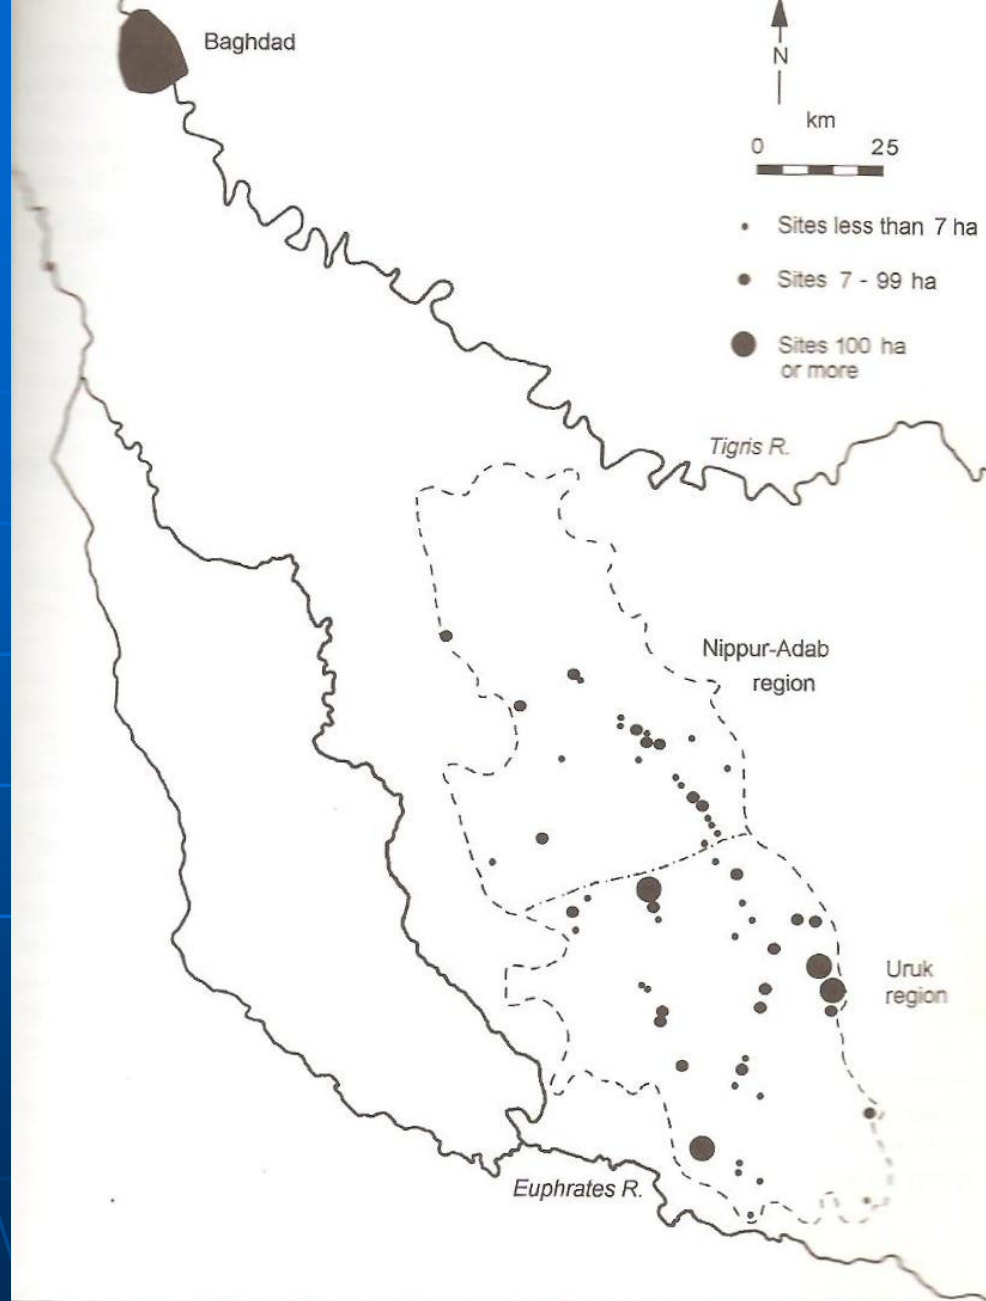 Baghdad
N
km
0 25
Sites less than 7 ha
Sites 7 - 99 ha
Sites 100 ha
or more
Tigris R.
Nippur-Adab
region
Uruk
region
Euphrates R.